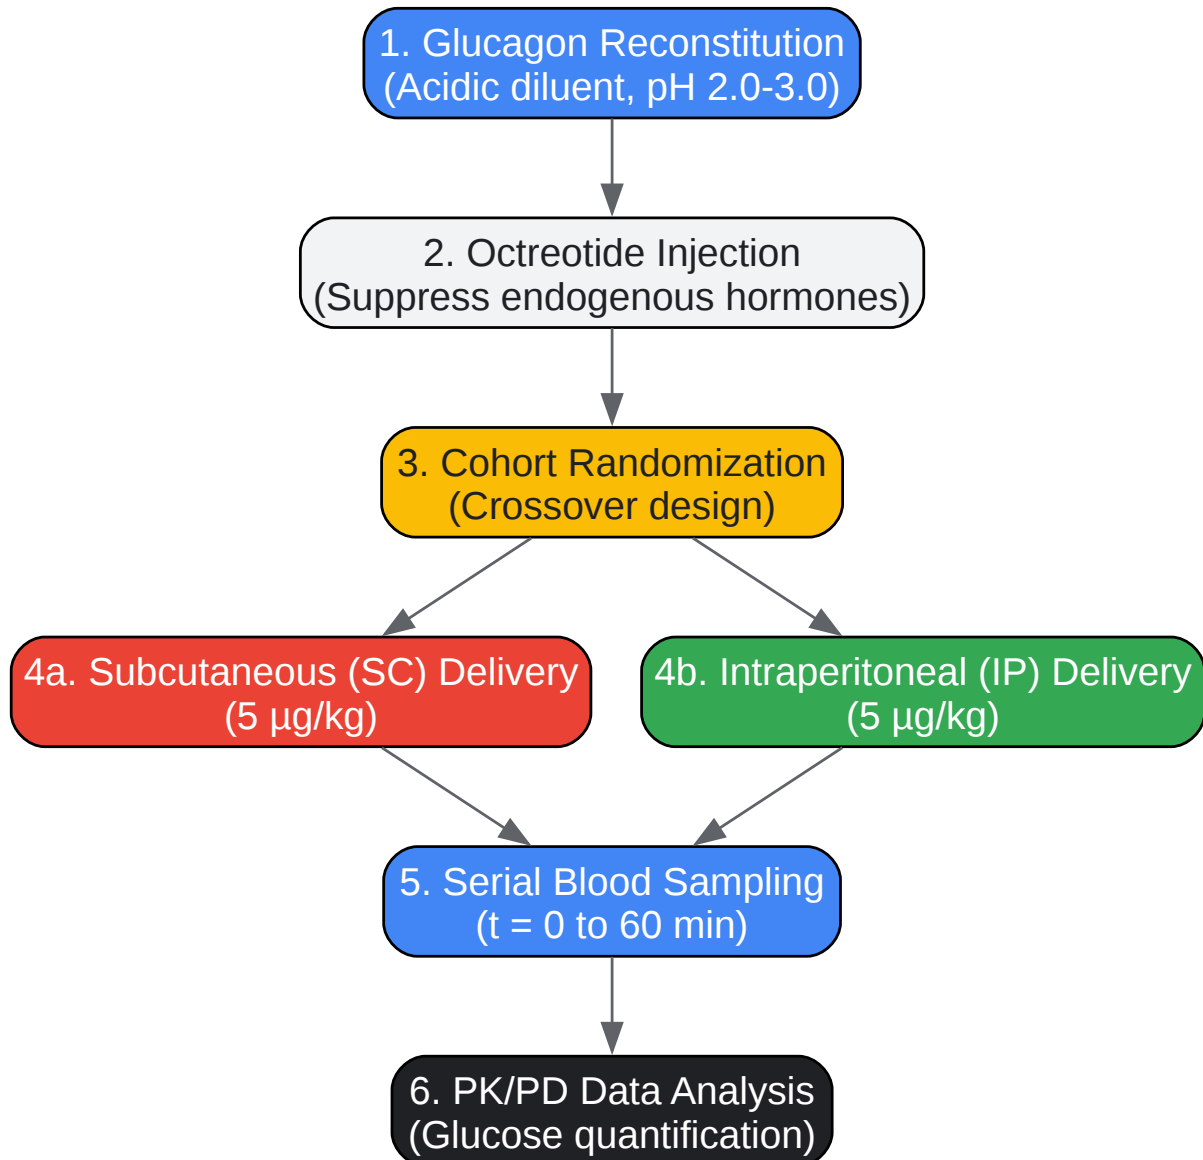 1. Glucagon Reconstitution
(Acidic diluent, pH 2.0-3.0)
2. Octreotide Injection
(Suppress endogenous hormones)
3. Cohort Randomization
(Crossover design)
4a. Subcutaneous (SC) Delivery
(5 µg/kg)
4b. Intraperitoneal (IP) Delivery
(5 µg/kg)
5. Serial Blood Sampling
(t = 0 to 60 min)
6. PK/PD Data Analysis
(Glucose quantification)